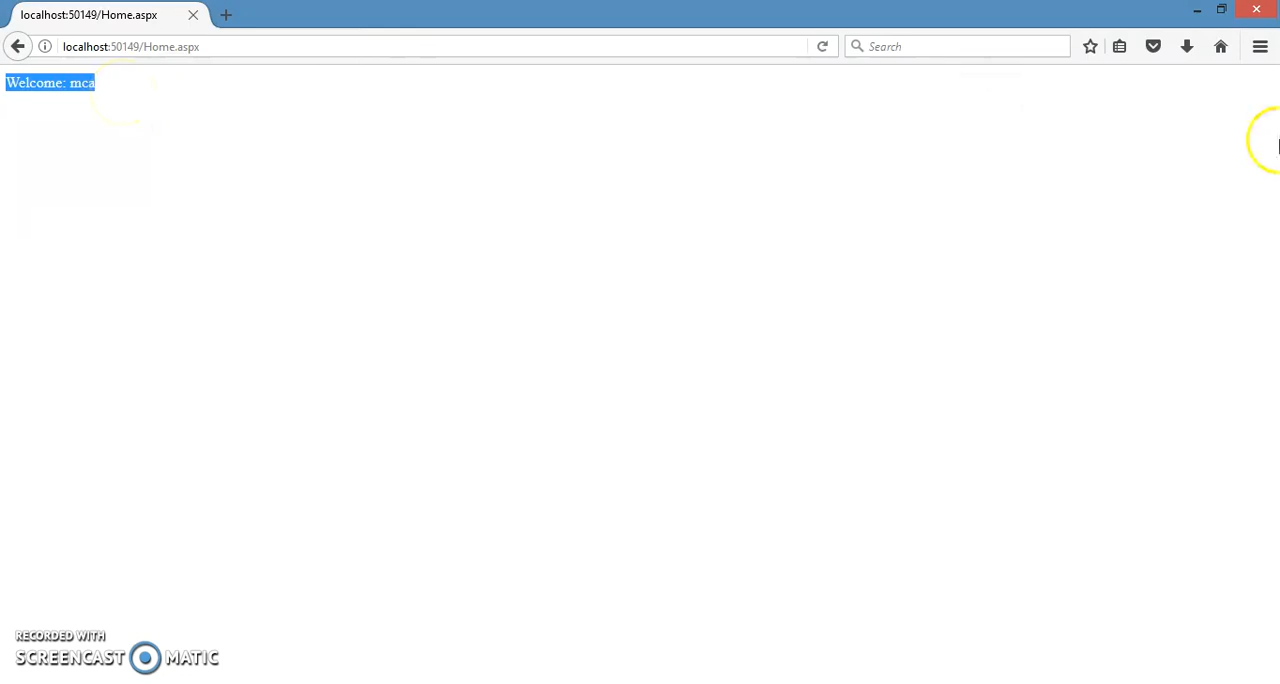 localhost:50149/Home.aspx
localhost:50149/Home.aspx
Search
Welcome: mca
RECORDED WITH
SCREENCAST MATIC